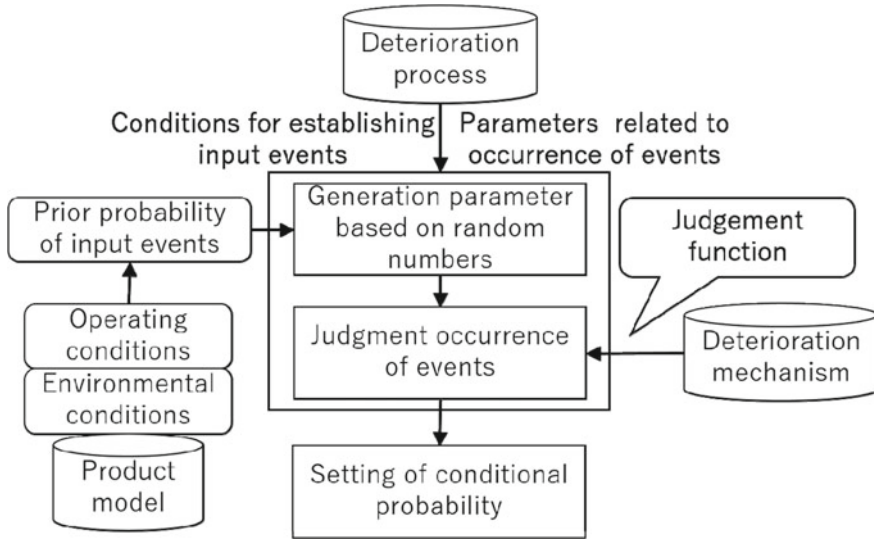 Deterioration
process
Conditions for establishing
input events
Parameters related to
occurrence of events
Prior probability
of input events
Generation parameter
based on random
numbers
Judgement
function
Operating
conditions
Environmental
conditions
Product
model
Judgment occurrence
of events
Deterioration
mechanism
Setting of conditional
probability